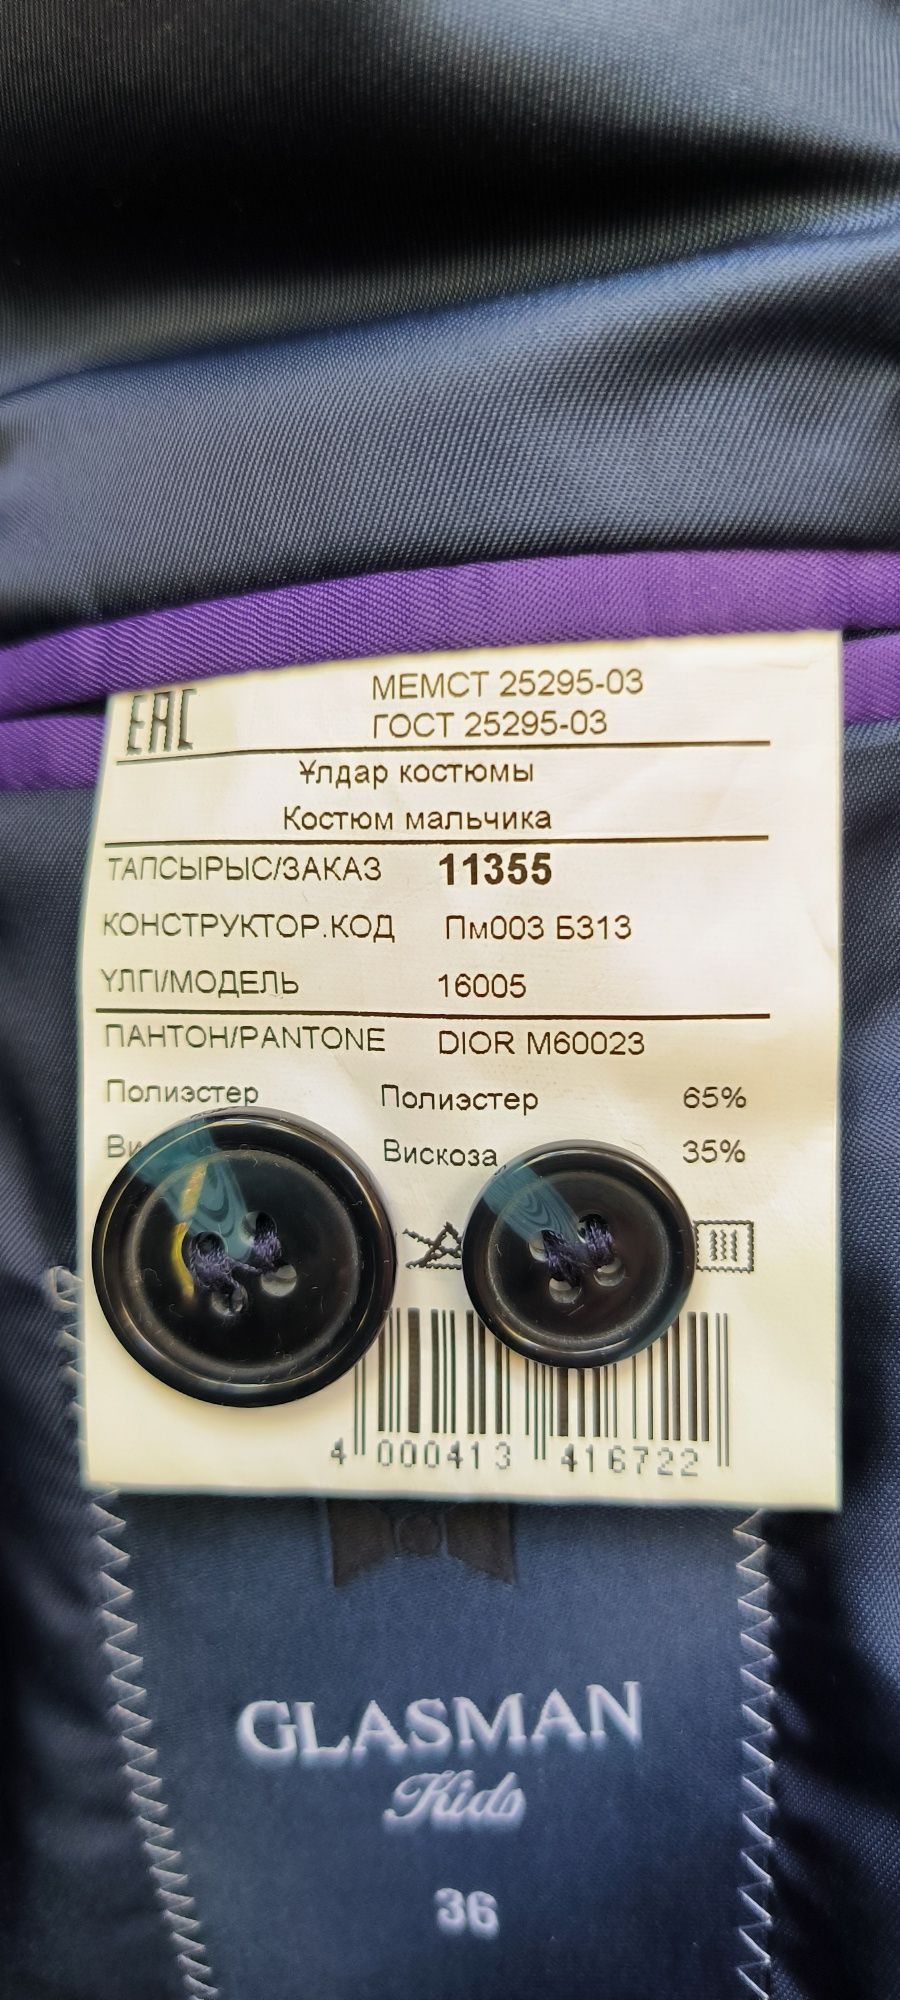 EAC
МЕМСТ 25295-03
ГОСТ 25295-03
Ұлдар костюмы
Костюм мальчика
ТАПСЫРЫС/ЗАКАЗ 11355
КОНСТРУКТОР.КОД Пм003 Б313
ҮЛГІ/МОДЕЛЬ 16005
ПАНТОН/PANTONE DIOR M60023
Полиэстер Полиэстер 65%
Вискоза 35%
4 000413 416722
GLASMAN
Kids
36